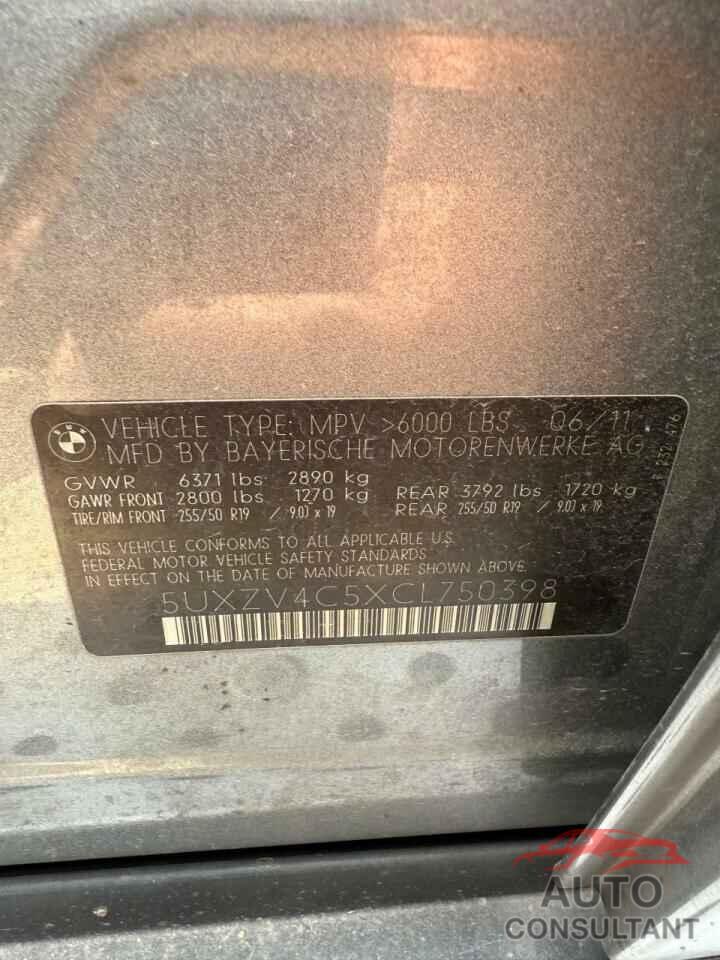 VEHICLE TYPE: MPV >6000 LBS 06/11
MFD BY BAYERISCHE MOTORENWERKE AG
GVWR 6371 lbs 2890 kg
GAWR FRONT 2800 lbs 1270 kg REAR 3792 lbs 1720 kg
TIRE/RIM FRONT 255/50 R19 / 9.0J x 19 REAR 255/50 R19 / 9.0J x 19
THIS VEHICLE CONFORMS TO ALL APPLICABLE U.S.
FEDERAL MOTOR VEHICLE SAFETY STANDARDS
IN EFFECT ON THE DATE OF MANUFACTURE SHOWN ABOVE.
5UXZV4C5XCL750398
AUTO
CONSULTANT